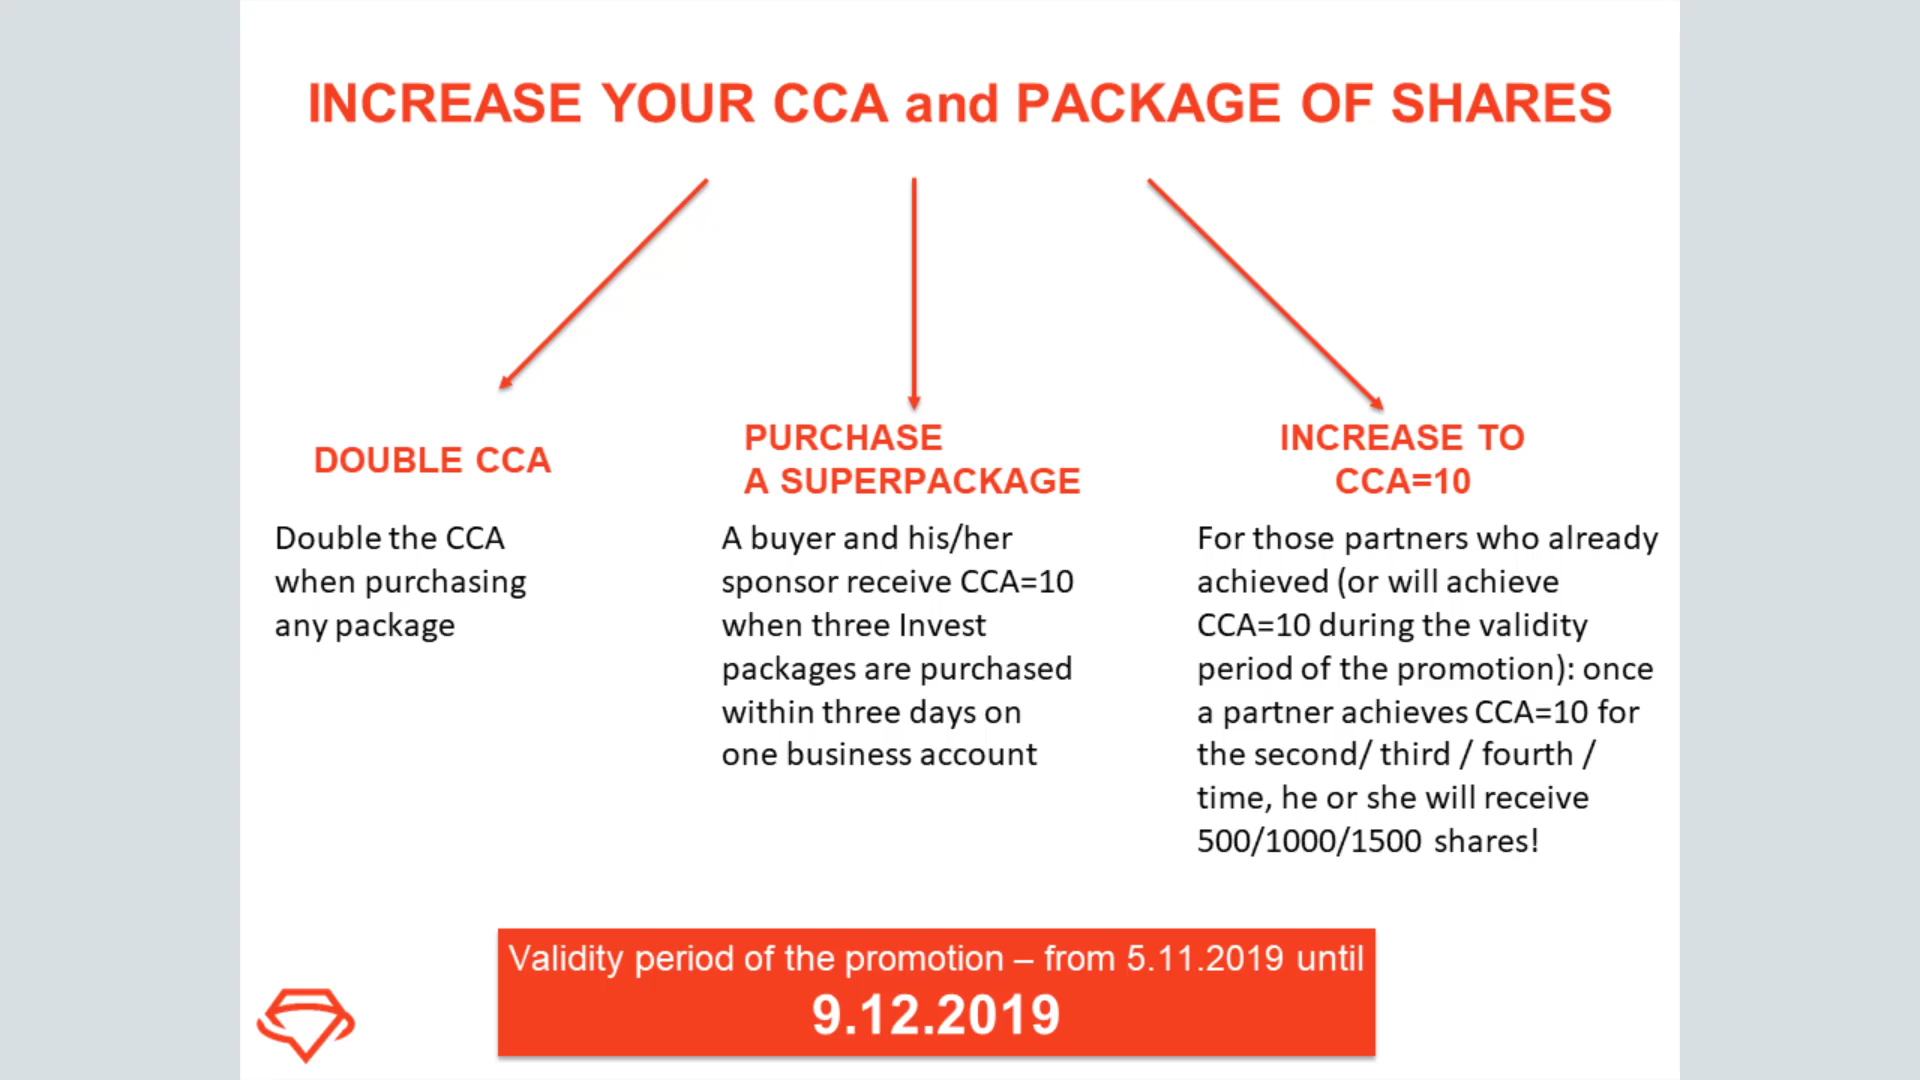 INCREASE YOUR CCA and PACKAGE OF SHARES
DOUBLE CCA
Double the CCA
when purchasing
any package
PURCHASE
A SUPERPACKAGE
A buyer and his/her
sponsor receive CCA=10
when three Invest
packages are purchased
within three days on
one business account
INCREASE TO
CCA=10
For those partners who already
achieved (or will achieve
CCA=10 during the validity
period of the promotion): once
a partner achieves CCA=10 for
the second/ third / fourth /
time, he or she will receive
500/1000/1500 shares!
Validity period of the promotion – from 5.11.2019 until
9.12.2019